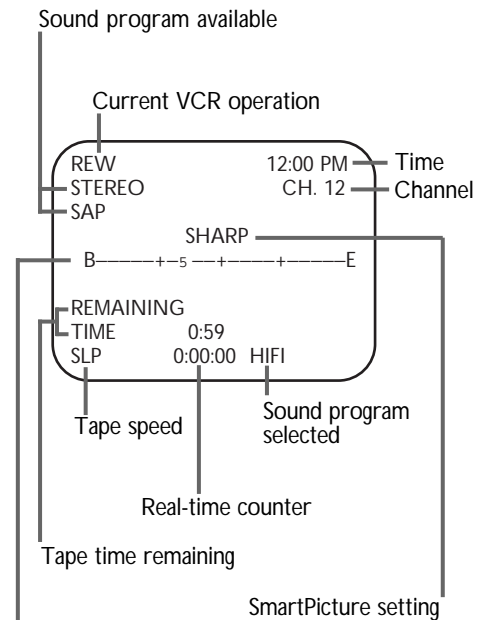 Sound program available
Current VCR operation
REW 12:00 PM Time
STEREO CH. 12 Channel
SAP
SHARP
B–––––+–5 ––+––––+–––––E
REMAINING
TIME 0:59
SLP 0:00:00 HIFI
Tape speed
Sound program
selected
Real-time counter
Tape time remaining
SmartPicture setting